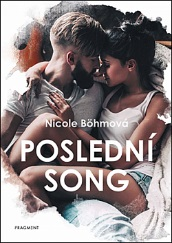 Nicole Böhmová
POSLEDNÍ
SONG
FRAGMENT